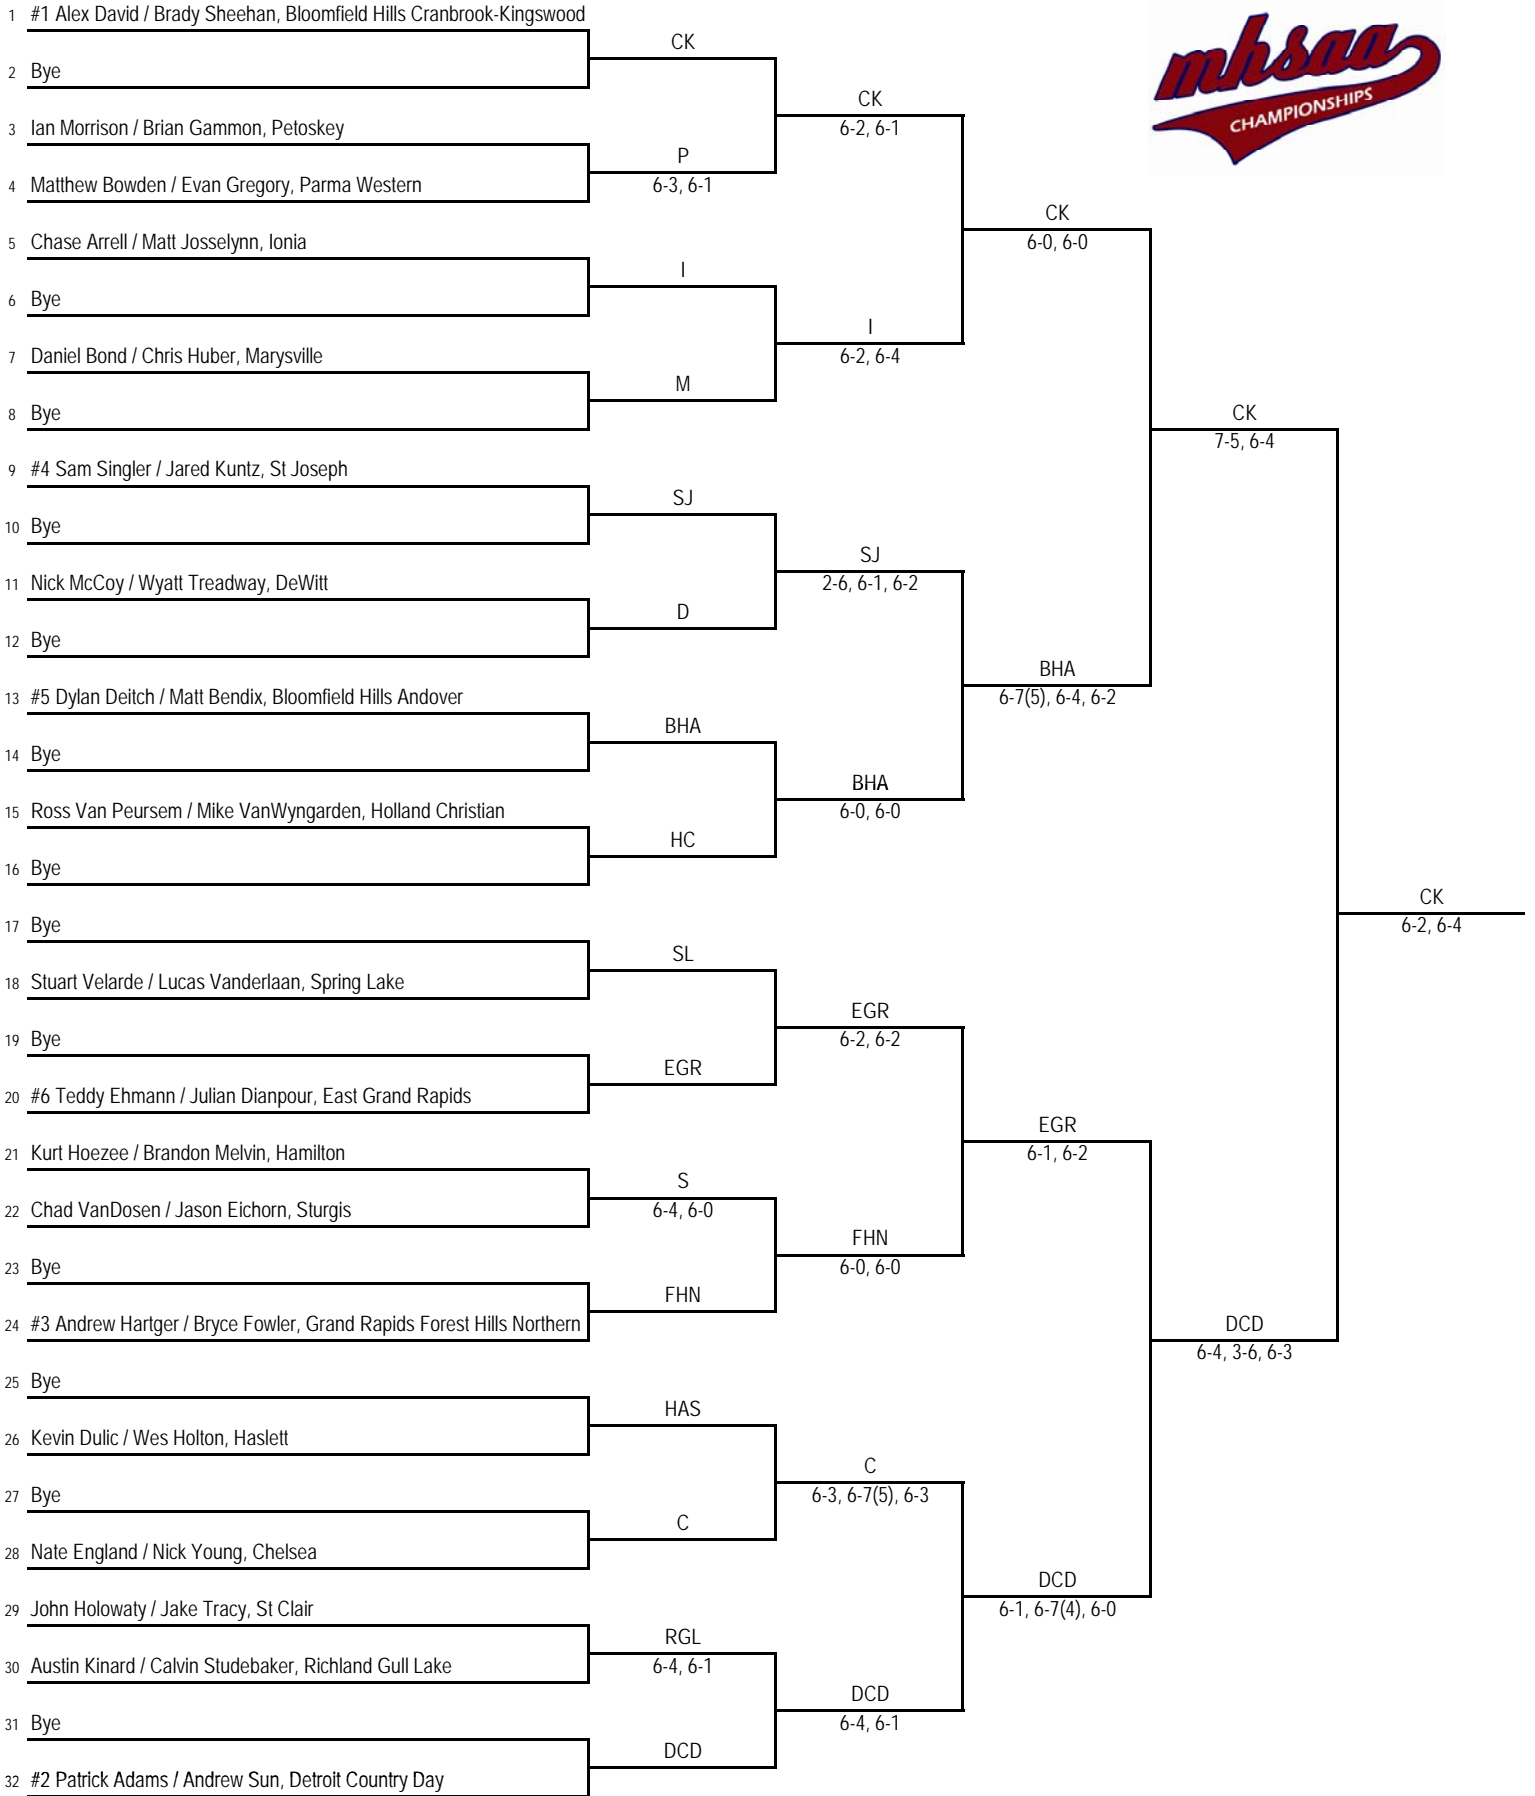 1 #1 Alex David / Brady Sheehan, Bloomfield Hills Cranbrook-Kingswood
CK
2 Bye
mhsaa
CHAMPIONSHIPS
CK
6-2, 6-1
3 Ian Morrison / Brian Gammon, Petoskey
P
6-3, 6-1
4 Matthew Bowden / Evan Gregory, Parma Western
CK
6-0, 6-0
5 Chase Arrell / Matt Josselynn, Ionia
I
6 Bye
I
6-2, 6-4
7 Daniel Bond / Chris Huber, Marysville
M
8 Bye
CK
7-5, 6-4
9 #4 Sam Singler / Jared Kuntz, St Joseph
SJ
10 Bye
SJ
2-6, 6-1, 6-2
11 Nick McCoy / Wyatt Treadway, DeWitt
D
12 Bye
BHA
6-7(5), 6-4, 6-2
13 #5 Dylan Deitch / Matt Bendix, Bloomfield Hills Andover
BHA
14 Bye
BHA
6-0, 6-0
15 Ross Van Peursem / Mike VanWyngarden, Holland Christian
HC
16 Bye
CK
6-2, 6-4
17 Bye
SL
18 Stuart Velarde / Lucas Vanderlaan, Spring Lake
EGR
6-2, 6-2
19 Bye
EGR
20 #6 Teddy Ehmann / Julian Dianpour, East Grand Rapids
EGR
6-1, 6-2
21 Kurt Hoezee / Brandon Melvin, Hamilton
S
6-4, 6-0
22 Chad VanDosen / Jason Eichorn, Sturgis
FHN
6-0, 6-0
23 Bye
FHN
24 #3 Andrew Hartger / Bryce Fowler, Grand Rapids Forest Hills Northern
DCD
6-4, 3-6, 6-3
25 Bye
HAS
26 Kevin Dulic / Wes Holton, Haslett
C
6-3, 6-7(5), 6-3
27 Bye
C
28 Nate England / Nick Young, Chelsea
DCD
6-1, 6-7(4), 6-0
29 John Holowaty / Jake Tracy, St Clair
RGL
6-4, 6-1
30 Austin Kinard / Calvin Studebaker, Richland Gull Lake
DCD
6-4, 6-1
31 Bye
DCD
32 #2 Patrick Adams / Andrew Sun, Detroit Country Day